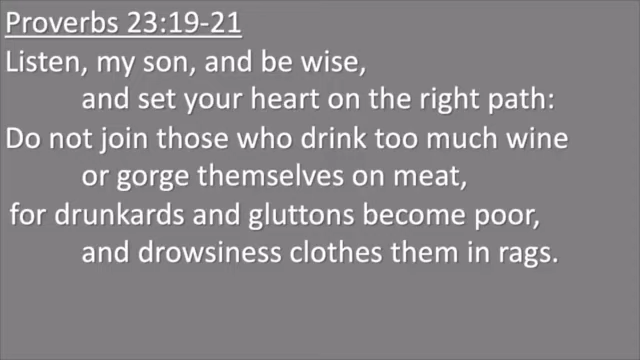 Proverbs 23:19-21
Listen, my son, and be wise,
and set your heart on the right path:
Do not join those who drink too much wine
or gorge themselves on meat,
for drunkards and gluttons become poor,
and drowsiness clothes them in rags.